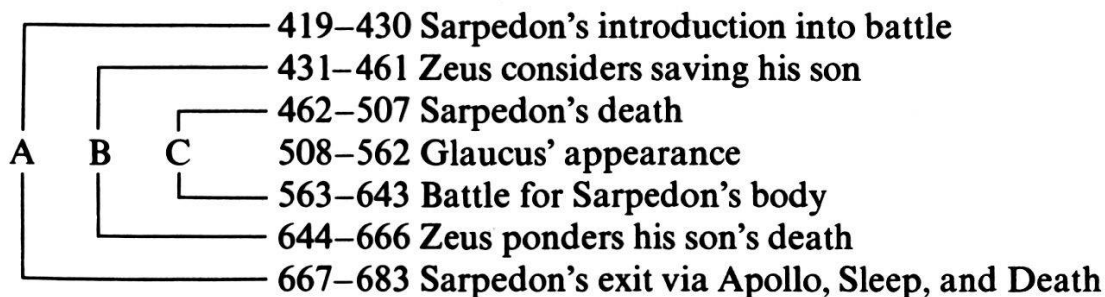 419–430 Sarpedon's introduction into battle
431–461 Zeus considers saving his son
462–507 Sarpedon's death
A B C 508–562 Glaucus' appearance
563–643 Battle for Sarpedon's body
644–666 Zeus ponders his son's death
667–683 Sarpedon's exit via Apollo, Sleep, and Death